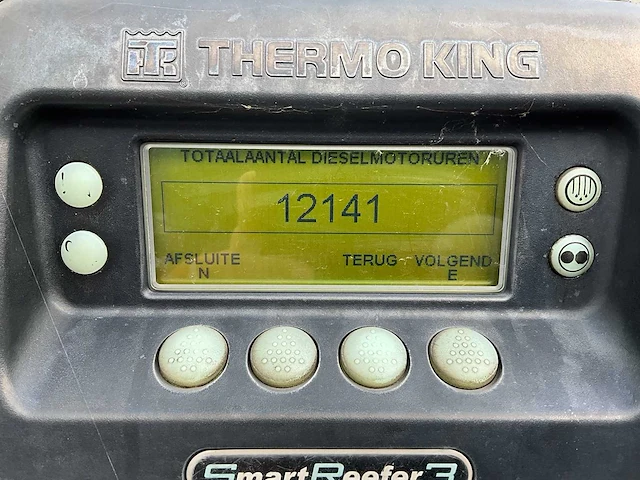 THERMO KING
TOTAALAANTAL DIESELMOTORUREN
12141
AFSLUITE TERUG VOLGEND
N E
SmartReefer3